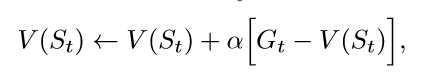 V(S_t) ← V(S_t) + α[G_t − V(S_t)],